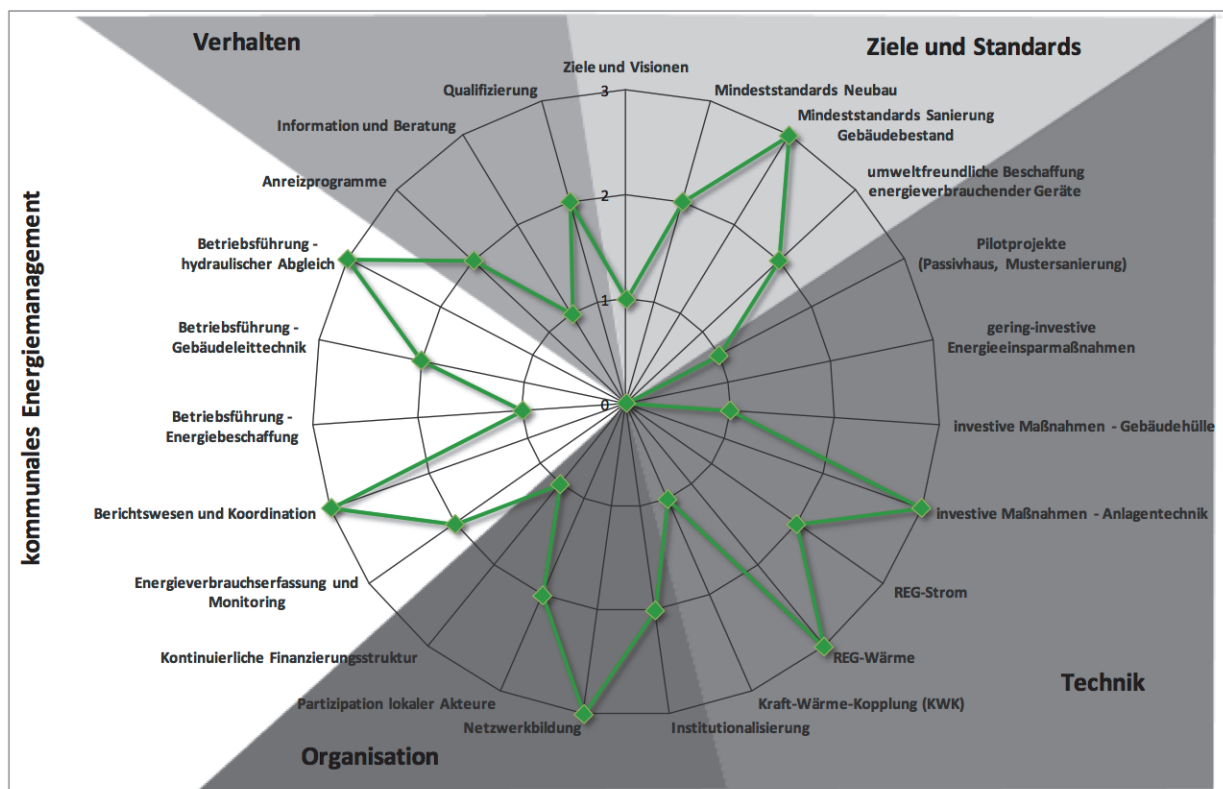 Verhalten
Ziele und Standards
Ziele und Visionen
Qualifizierung
3
Mindeststandards Neubau
Information und Beratung
Mindeststandards Sanierung
Gebäudebestand
Anreizprogramme
umweltfreundliche Beschaffung
energieverbrauchender Geräte
2
Betriebsführung -
hydraulischer Abgleich
Pilotprojekte
(Passivhaus, Mustersanierung)
1
Betriebsführung -
Gebäudeleittechnik
gering-investive
Energieeinsparmaßnahmen
0
Betriebsführung -
Energiebeschaffung
investive Maßnahmen - Gebäudehülle
Berichtswesen und Koordination
investive Maßnahmen - Anlagentechnik
Energieverbrauchserfassung und
Monitoring
REG-Strom
Kontinuierliche Finanzierungsstruktur
REG-Wärme
Technik
Partizipation lokaler Akteure
Kraft-Wärme-Kopplung (KWK)
Netzwerkbildung
Institutionalisierung
Organisation
kommunales Energiemanagement